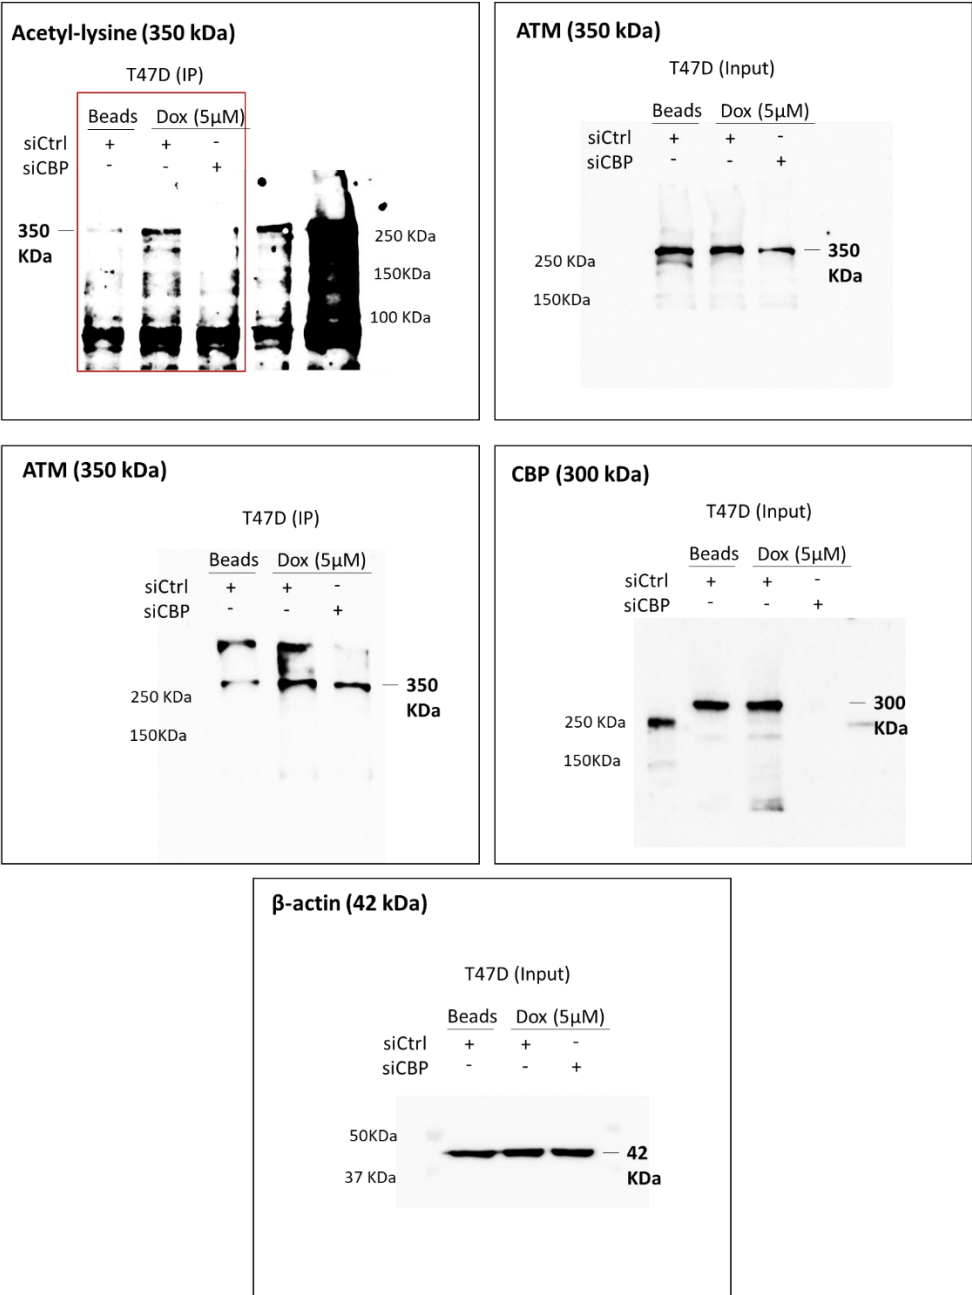 Acetyl-lysine (350 kDa)
T47D (IP)
Beads Dox (5µM)
siCtrl + + -
siCBP - - +
350
KDa
250 KDa
150KDa
100 KDa
ATM (350 kDa)
T47D (Input)
Beads Dox (5µM)
siCtrl + + -
siCBP - - +
250 KDa
150KDa
350
KDa
ATM (350 kDa)
T47D (IP)
Beads Dox (5µM)
siCtrl + + -
siCBP - - +
250 KDa
150KDa
350
KDa
CBP (300 kDa)
T47D (Input)
Beads Dox (5µM)
siCtrl + + -
siCBP - - +
250 KDa
150KDa
300
KDa
β-actin (42 kDa)
T47D (Input)
Beads Dox (5µM)
siCtrl + + -
siCBP - - +
50KDa
37 KDa
42
KDa